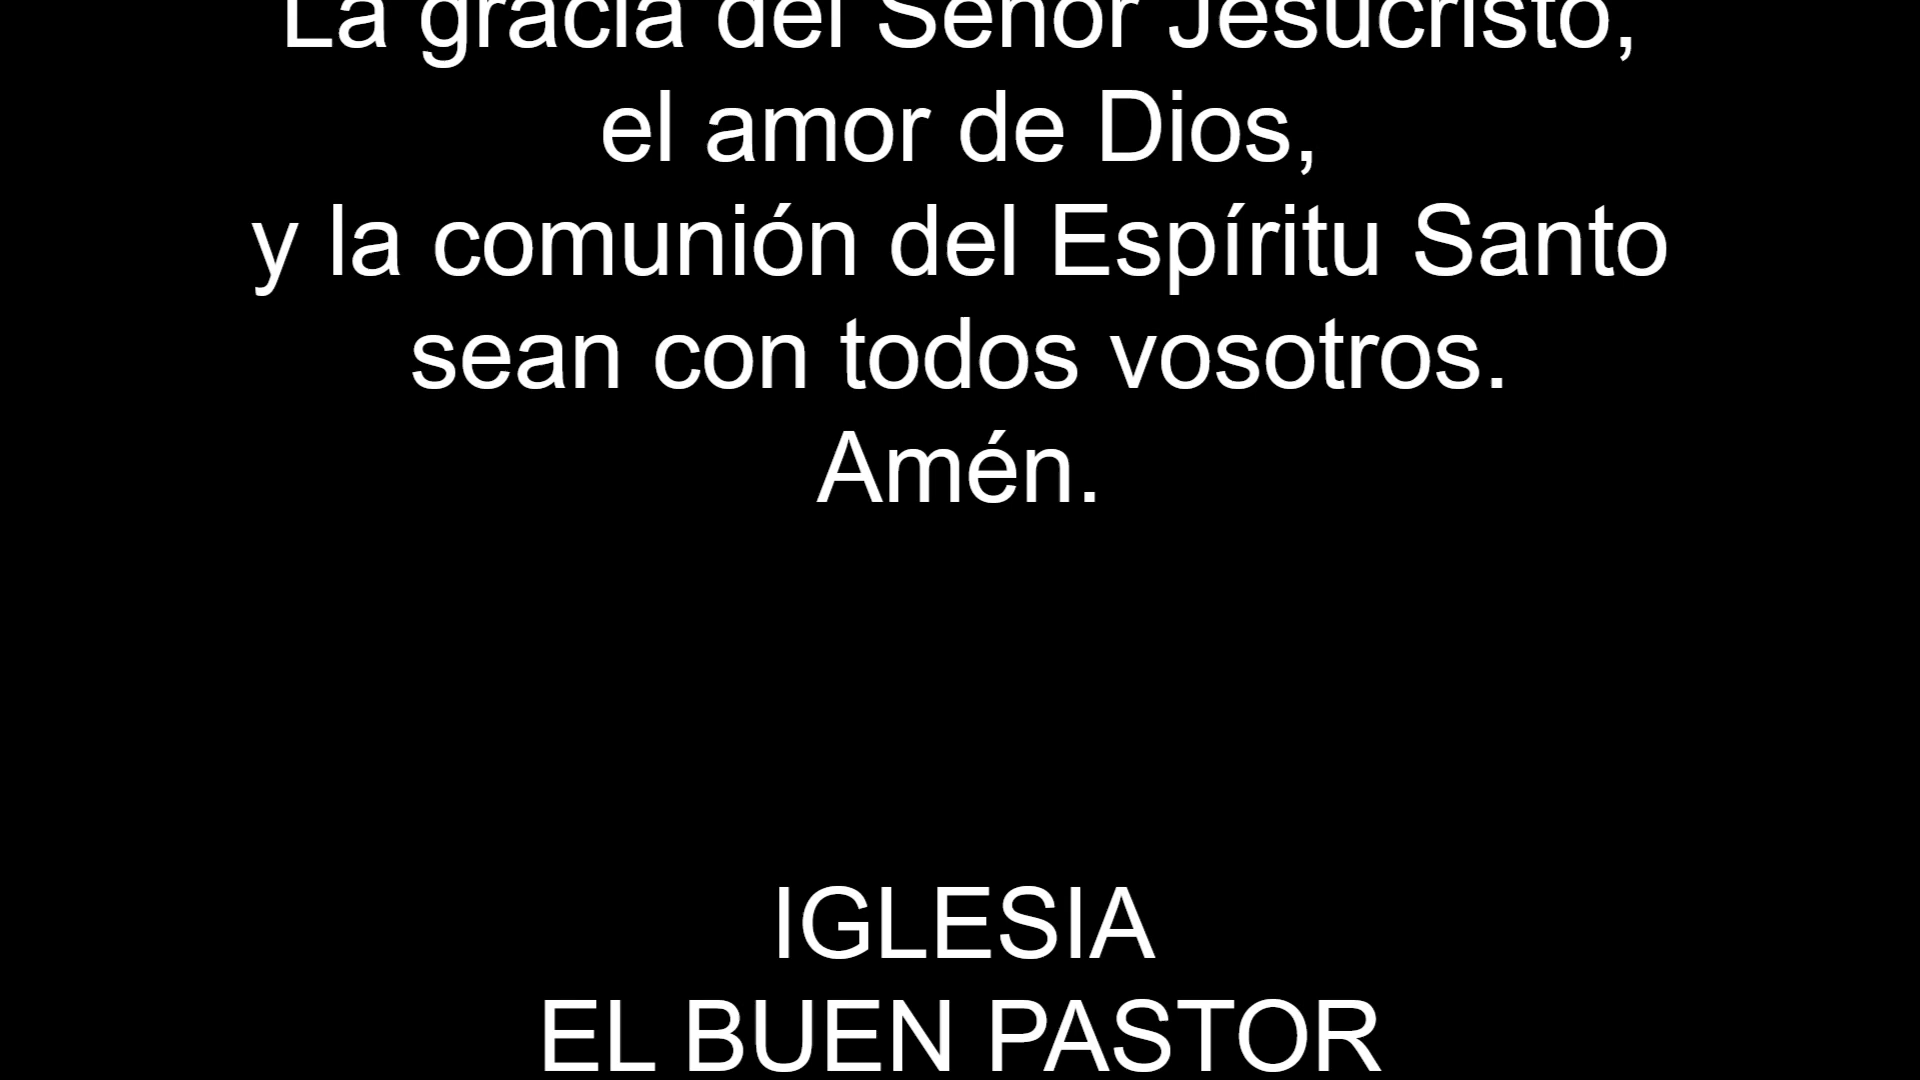 La gracia del Señor Jesucristo,
el amor de Dios,
y la comunión del Espíritu Santo
sean con todos vosotros.
Amén.
IGLESIA
EL BUEN PASTOR